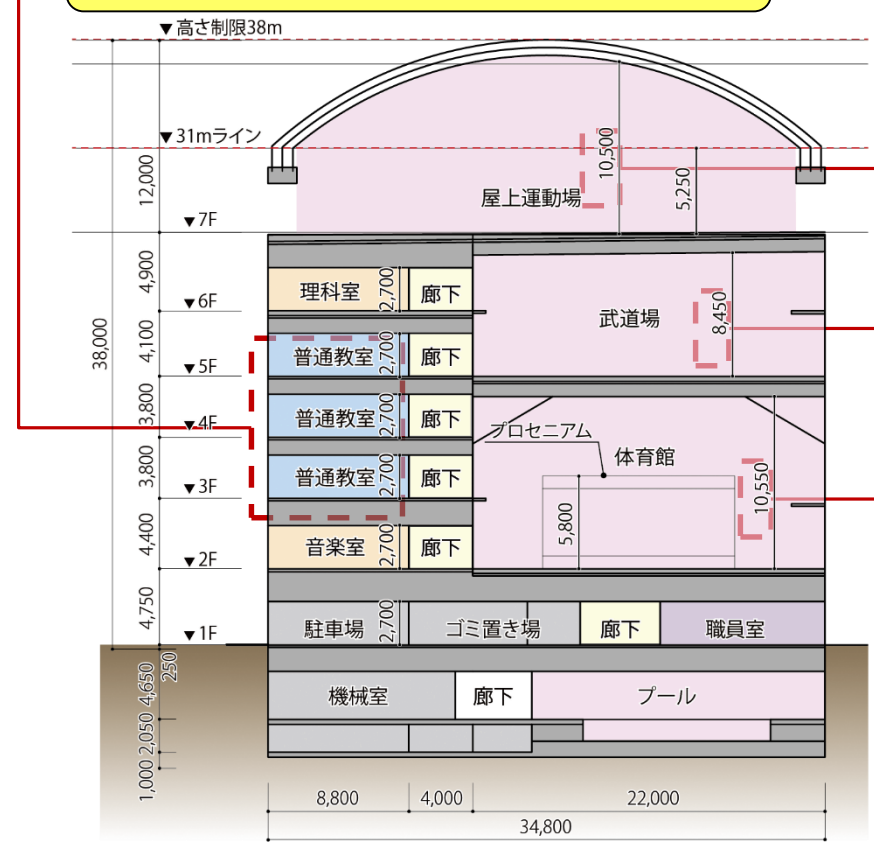 ▼高さ制限38m
▼31mライン
12,000
10,500
5,250
屋上運動場
▼7F
4,900
理科室
2,700
廊下
▼6F
武道場
8,450
38,000
4,100
普通教室
2,700
廊下
▼5F
3,800
普通教室
2,700
廊下
▼4F
プロセニアム
体育館
3,800
普通教室
2,700
廊下
10,550
▼3F
5,800
4,400
音楽室
2,700
廊下
▼2F
4,750
駐車場
2,700
ゴミ置き場
廊下
職員室
▼1F
250
4,650
機械室
廊下
プール
2,050
1,000
8,800
4,000
22,000
34,800